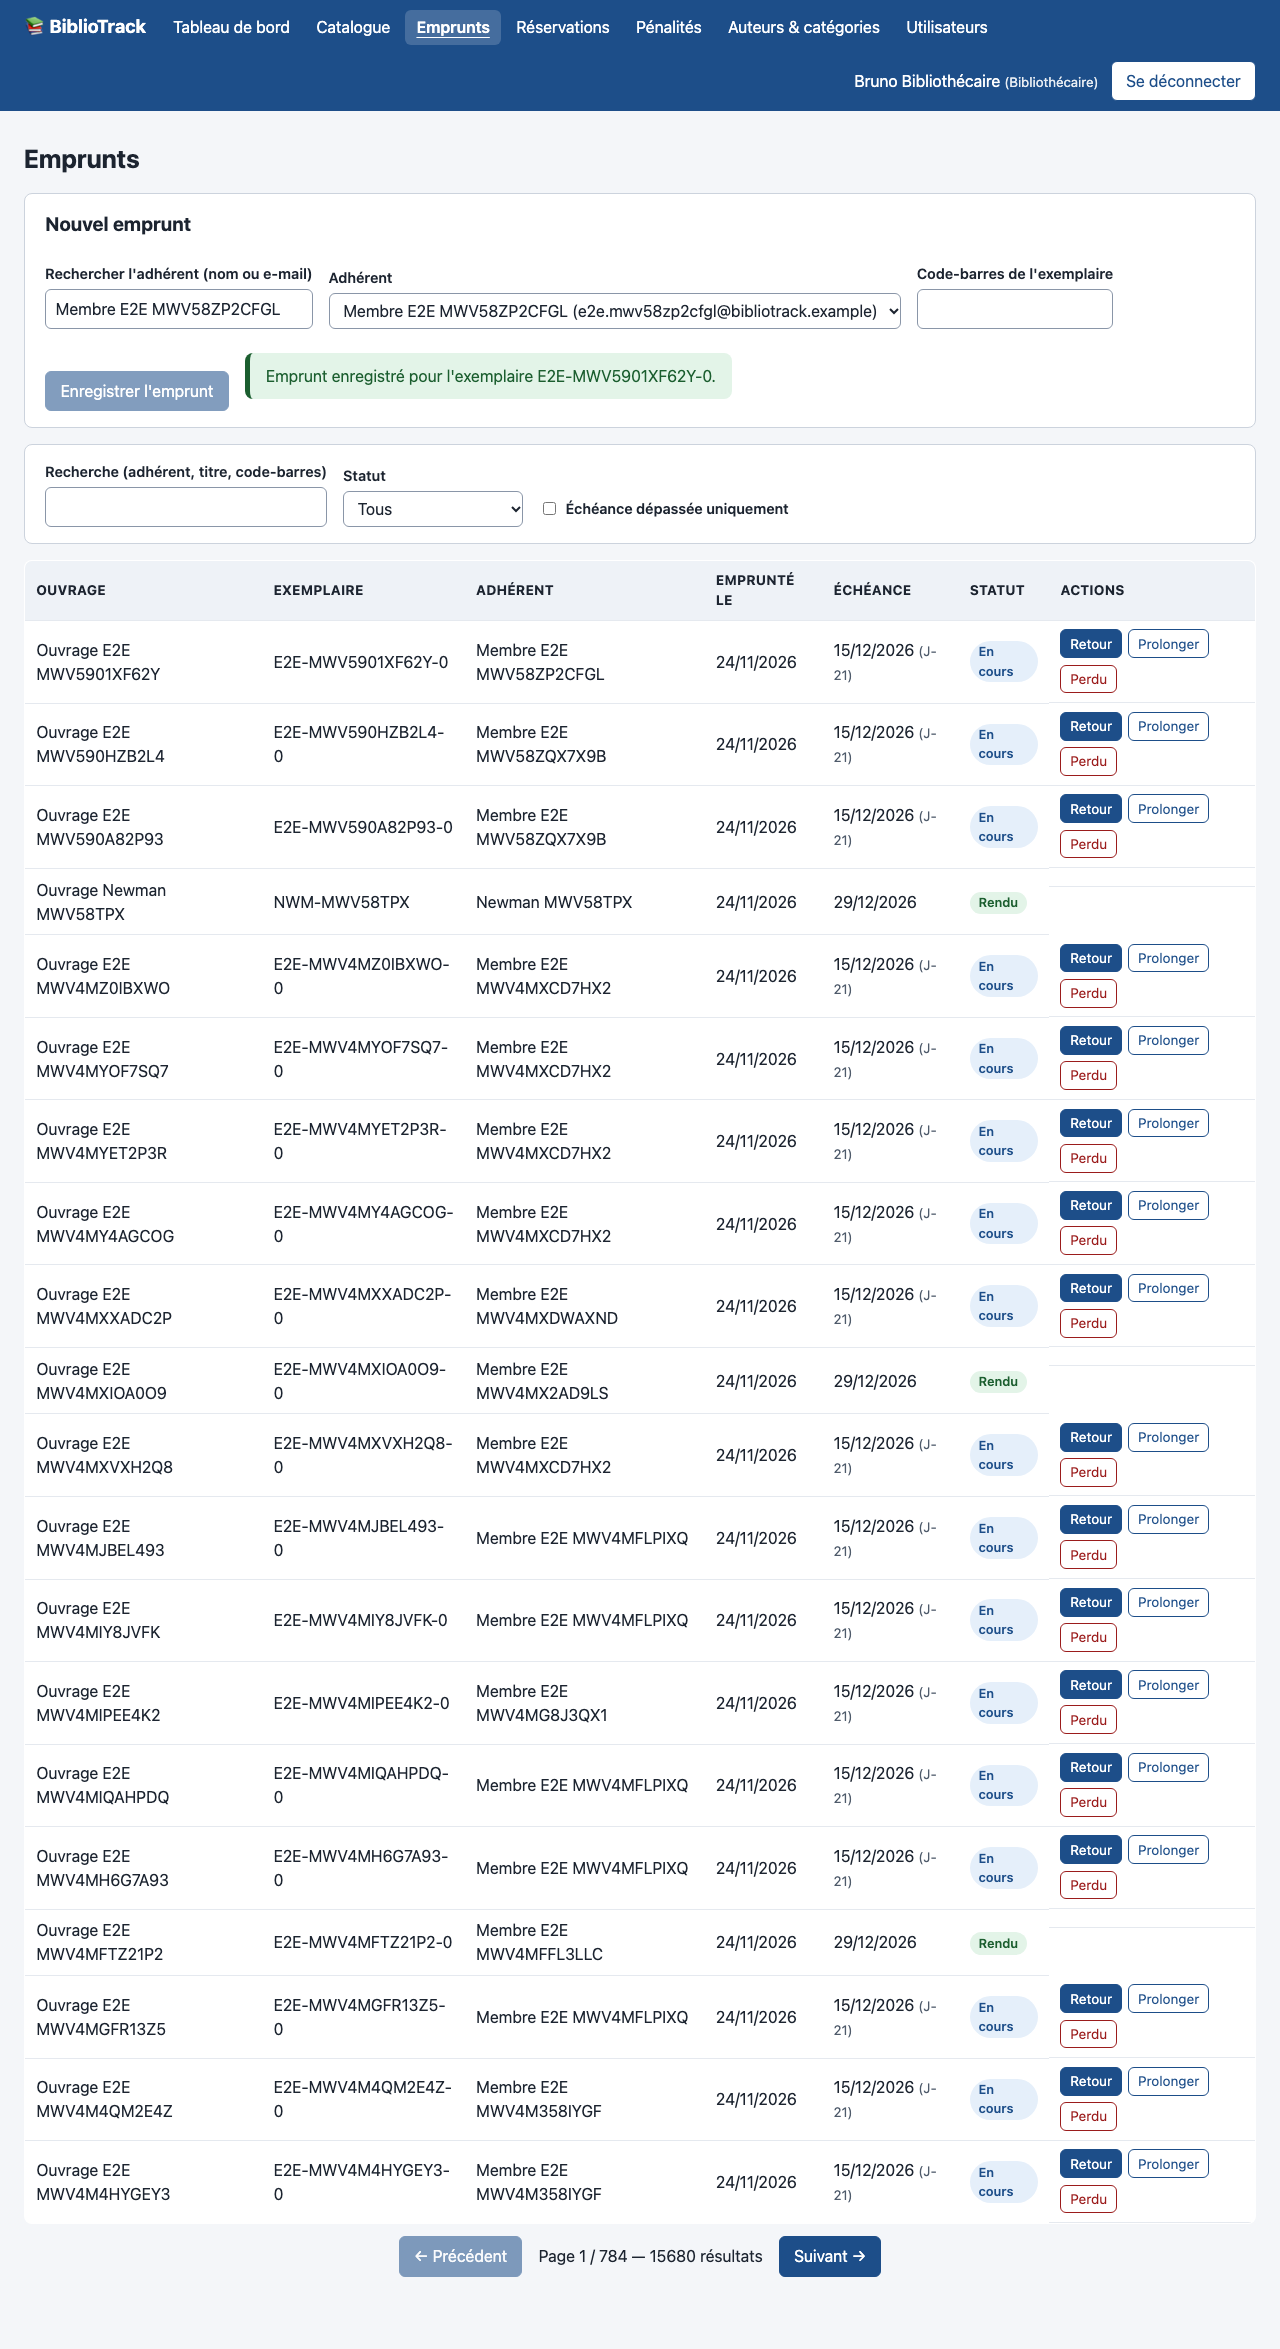 BiblioTrack Tableau de bord Catalogue Emprunts Réservations Pénalités Auteurs & catégories Utilisateurs
Bruno Bibliothécaire (Bibliothécaire) Se déconnecter
Emprunts
Nouvel emprunt
Rechercher l'adhérent (nom ou e-mail) Adhérent Code-barres de l'exemplaire
Membre E2E MWV58ZP2CFGL Membre E2E MWV58ZP2CFGL (e2e.mwv58zp2cfgl@bibliotrack.example)
Enregistrer l'emprunt Emprunt enregistré pour l'exemplaire E2E-MWV5901XF62Y-0.
Recherche (adhérent, titre, code-barres) Statut
Tous Échéance dépassée uniquement
OUVRAGE EXEMPLAIRE ADHÉRENT EMPRUNTÉ LE ÉCHÉANCE STATUT ACTIONS
Ouvrage E2E MWV5901XF62Y E2E-MWV5901XF62Y-0 Membre E2E MWV58ZP2CFGL 24/11/2026 15/12/2026 (J-21) En cours Retour Prolonger Perdu
Ouvrage E2E MWV590HZB2L4 E2E-MWV590HZB2L4-0 Membre E2E MWV58ZQX7X9B 24/11/2026 15/12/2026 (J-21) En cours Retour Prolonger Perdu
Ouvrage E2E MWV590A82P93 E2E-MWV590A82P93-0 Membre E2E MWV58ZQX7X9B 24/11/2026 15/12/2026 (J-21) En cours Retour Prolonger Perdu
Ouvrage Newman MWV58TPX NWM-MWV58TPX Newman MWV58TPX 24/11/2026 29/12/2026 Rendu
Ouvrage E2E MWV4MZ0IBXWO E2E-MWV4MZ0IBXWO-0 Membre E2E MWV4MXCD7HX2 24/11/2026 15/12/2026 (J-21) En cours Retour Prolonger Perdu
Ouvrage E2E MWV4MYOF7SQ7 E2E-MWV4MYOF7SQ7-0 Membre E2E MWV4MXCD7HX2 24/11/2026 15/12/2026 (J-21) En cours Retour Prolonger Perdu
Ouvrage E2E MWV4MYET2P3R E2E-MWV4MYET2P3R-0 Membre E2E MWV4MXCD7HX2 24/11/2026 15/12/2026 (J-21) En cours Retour Prolonger Perdu
Ouvrage E2E MWV4MY4AGCOG E2E-MWV4MY4AGCOG-0 Membre E2E MWV4MXCD7HX2 24/11/2026 15/12/2026 (J-21) En cours Retour Prolonger Perdu
Ouvrage E2E MWV4MXXADC2P E2E-MWV4MXXADC2P-0 Membre E2E MWV4MXDWAXND 24/11/2026 15/12/2026 (J-21) En cours Retour Prolonger Perdu
Ouvrage E2E MWV4MXIOA0O9 E2E-MWV4MXIOA0O9-0 Membre E2E MWV4MX2AD9LS 24/11/2026 29/12/2026 Rendu
Ouvrage E2E MWV4MXVXH2Q8 E2E-MWV4MXVXH2Q8-0 Membre E2E MWV4MXCD7HX2 24/11/2026 15/12/2026 (J-21) En cours Retour Prolonger Perdu
Ouvrage E2E MWV4MJBEL493 E2E-MWV4MJBEL493-0 Membre E2E MWV4MFLPIXQ 24/11/2026 15/12/2026 (J-21) En cours Retour Prolonger Perdu
Ouvrage E2E MWV4MIY8JVFK E2E-MWV4MIY8JVFK-0 Membre E2E MWV4MFLPIXQ 24/11/2026 15/12/2026 (J-21) En cours Retour Prolonger Perdu
Ouvrage E2E MWV4MIPEE4K2 E2E-MWV4MIPEE4K2-0 Membre E2E MWV4MG8J3QX1 24/11/2026 15/12/2026 (J-21) En cours Retour Prolonger Perdu
Ouvrage E2E MWV4MIQAHPDQ E2E-MWV4MIQAHPDQ-0 Membre E2E MWV4MFLPIXQ 24/11/2026 15/12/2026 (J-21) En cours Retour Prolonger Perdu
Ouvrage E2E MWV4MH6G7A93 E2E-MWV4MH6G7A93-0 Membre E2E MWV4MFLPIXQ 24/11/2026 15/12/2026 (J-21) En cours Retour Prolonger Perdu
Ouvrage E2E MWV4MFTZ21P2 E2E-MWV4MFTZ21P2-0 Membre E2E MWV4MFFL3LLC 24/11/2026 29/12/2026 Rendu
Ouvrage E2E MWV4MGFR13Z5 E2E-MWV4MGFR13Z5-0 Membre E2E MWV4MFLPIXQ 24/11/2026 15/12/2026 (J-21) En cours Retour Prolonger Perdu
Ouvrage E2E MWV4M4QM2E4Z E2E-MWV4M4QM2E4Z-0 Membre E2E MWV4M358IYGF 24/11/2026 15/12/2026 (J-21) En cours Retour Prolonger Perdu
Ouvrage E2E MWV4M4HYGEY3 E2E-MWV4M4HYGEY3-0 Membre E2E MWV4M358IYGF 24/11/2026 15/12/2026 (J-21) En cours Retour Prolonger Perdu
← Précédent Page 1 / 784 — 15680 résultats Suivant →